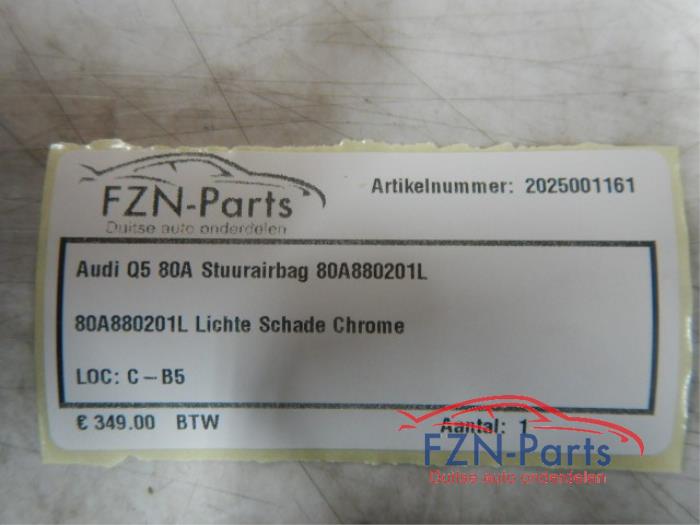 FZN-Parts
Duitse auto onderdelen
Artikelnummer: 2025001161
Audi Q5 80A Stuurairbag 80A880201L
80A880201L Lichte Schade Chrome
LOC: C-B5
€ 349.00 BTW
Aantal: 1
FZN-Parts
Duitse auto onderdelen